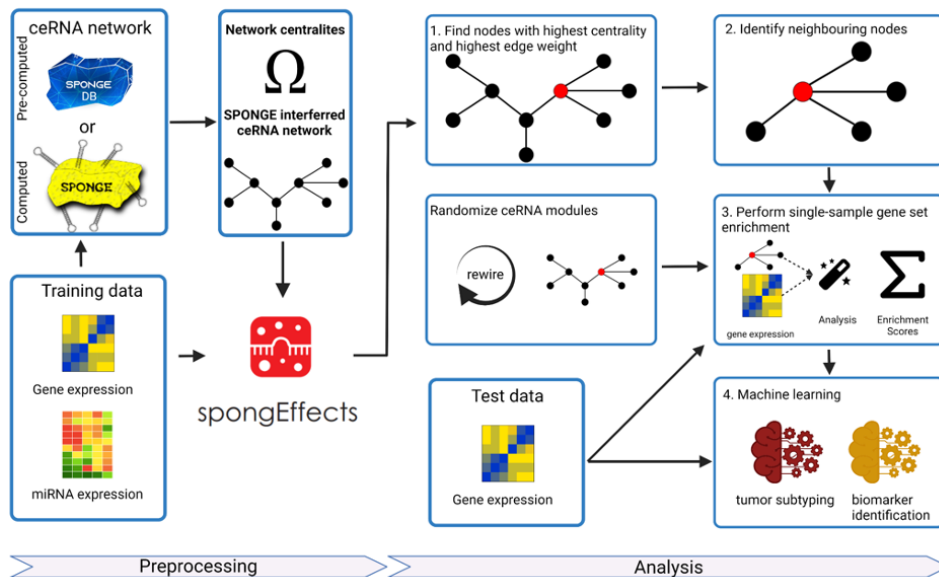 ceRNA network
Pre-computed
SPONGE
DB
or
Computed
SPONGE
Network centralites
Ω
SPONGE interferred
ceRNA network
Training data
Gene expression
miRNA expression
spongEffects
1. Find nodes with highest centrality
and highest edge weight
2. Identify neighbouring nodes
Randomize ceRNA modules
rewire
3. Perform single-sample gene set
enrichment
gene expression
Analysis
Σ
Enrichment
Scores
Test data
Gene expression
4. Machine learning
tumor subtyping
biomarker
identification
Preprocessing
Analysis